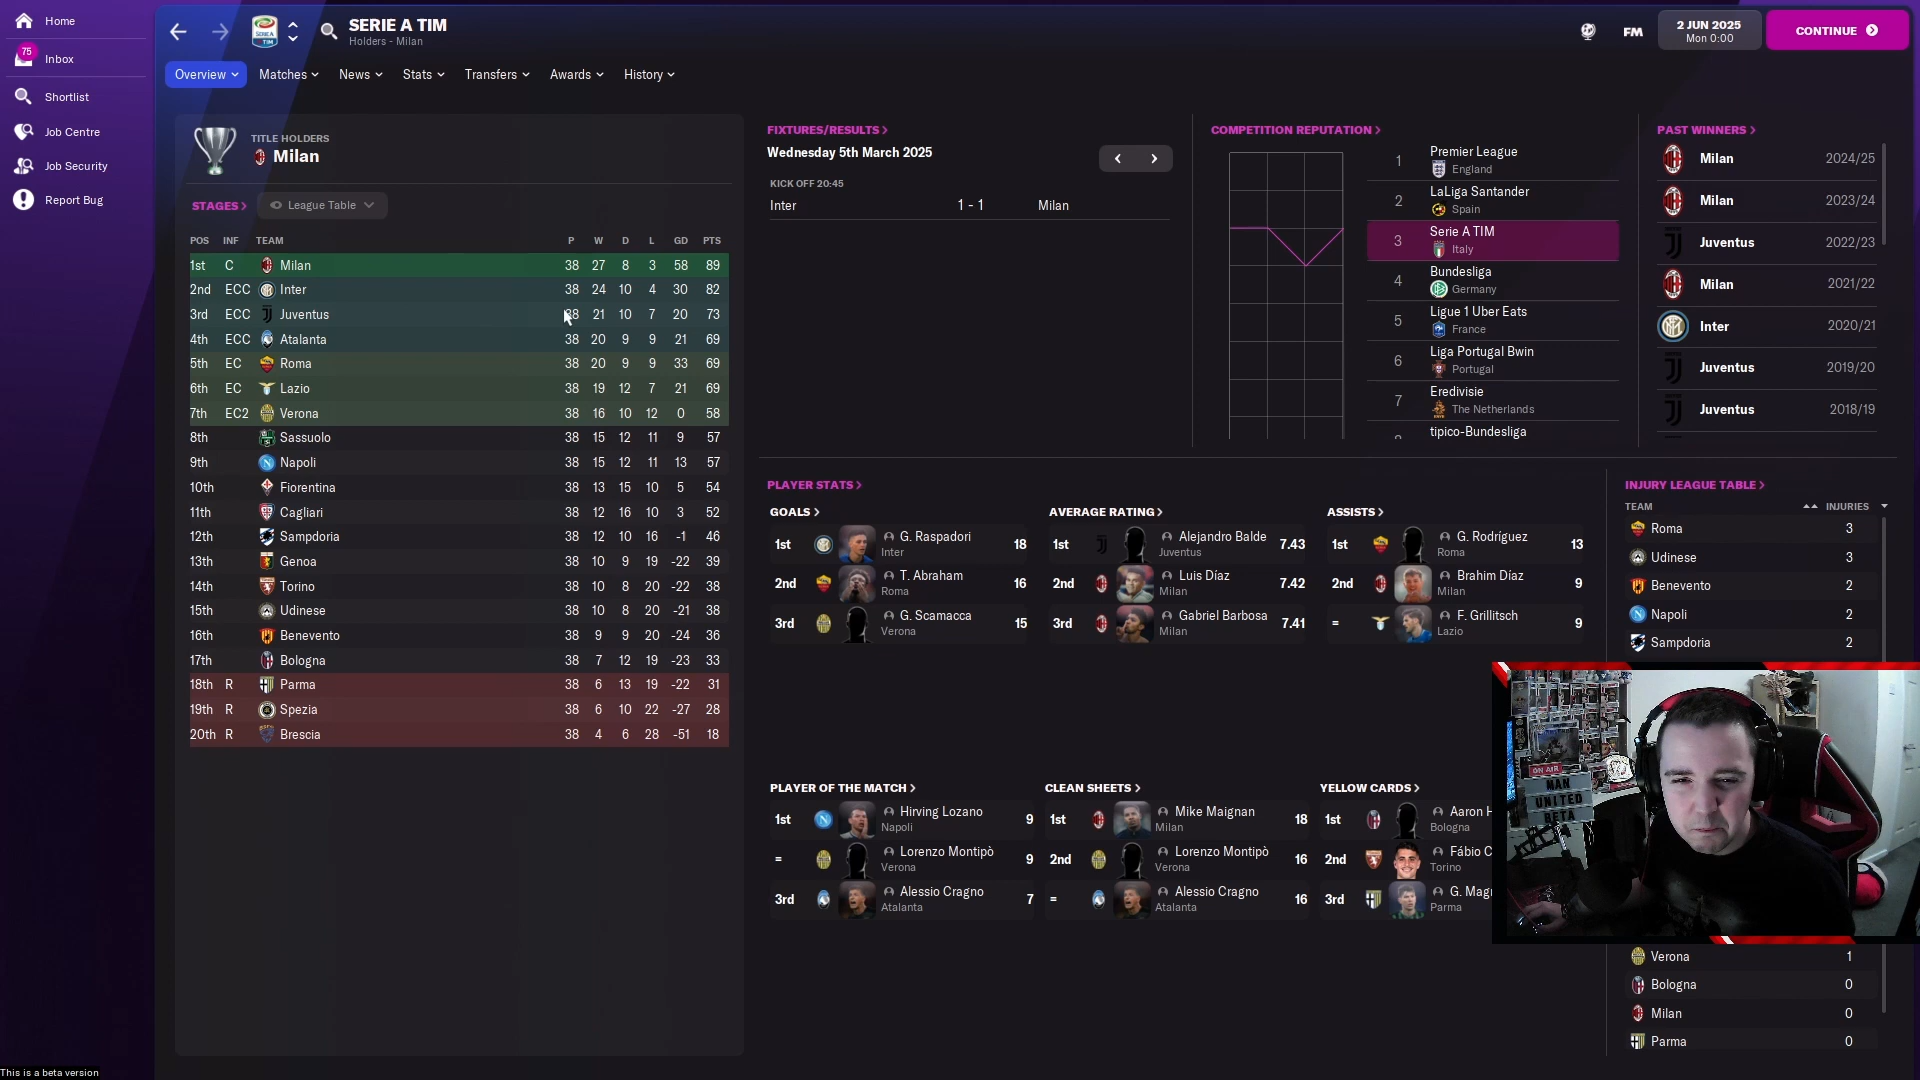 Home
75
Inbox
Shortlist
Job Centre
Job Security
Report Bug
SERIE A TIM
Holders - Milan
FM
2 JUN 2025
Mon 0:00
CONTINUE
Overview Matches News Stats Transfers Awards History
TITLE HOLDERS
Milan
STAGES League Table
POS INF TEAM P W D L GD PTS
1st C Milan 38 27 8 3 58 89
2nd ECC Inter 38 24 10 4 30 82
3rd ECC Juventus 38 21 10 7 20 73
4th ECC Atalanta 38 20 9 9 21 69
5th EC Roma 38 20 9 9 33 69
6th EC Lazio 38 19 12 7 21 69
7th EC2 Verona 38 16 10 12 0 58
8th Sassuolo 38 15 12 11 9 57
9th Napoli 38 15 12 11 13 57
10th Fiorentina 38 13 15 10 5 54
11th Cagliari 38 12 16 10 3 52
12th Sampdoria 38 12 10 16 -1 46
13th Genoa 38 10 9 19 -22 39
14th Torino 38 10 8 20 -22 38
15th Udinese 38 10 8 20 -21 38
16th Benevento 38 9 9 20 -24 36
17th Bologna 38 7 12 19 -23 33
18th R Parma 38 6 13 19 -22 31
19th R Spezia 38 6 10 22 -27 28
20th R Brescia 38 4 6 28 -51 18
FIXTURES/RESULTS
Wednesday 5th March 2025
KICK OFF 20:45
Inter 1 - 1 Milan
COMPETITION REPUTATION
1 Premier League
England
2 LaLiga Santander
Spain
3 Serie A TIM
Italy
4 Bundesliga
Germany
5 Ligue 1 Uber Eats
France
6 Liga Portugal Bwin
Portugal
7 Eredivisie
The Netherlands
tipico-Bundesliga
PAST WINNERS
Milan 2024/25
Milan 2023/24
Juventus 2022/23
Milan 2021/22
Inter 2020/21
Juventus 2019/20
Juventus 2018/19
PLAYER STATS
GOALS
1st G. Raspadori 18
Inter
2nd T. Abraham 16
Roma
3rd G. Scamacca 15
Verona
AVERAGE RATING
1st Alejandro Balde 7.43
Juventus
2nd Luis Díaz 7.42
Milan
3rd Gabriel Barbosa 7.41
Milan
ASSISTS
1st G. Rodríguez 13
Roma
2nd Brahim Díaz 9
Milan
= F. Grillitsch 9
Lazio
PLAYER OF THE MATCH
1st Hirving Lozano 9
Napoli
= Lorenzo Montipò 9
Verona
3rd Alessio Cragno 7
Atalanta
CLEAN SHEETS
1st Mike Maignan 18
Milan
2nd Lorenzo Montipò 16
Verona
= Alessio Cragno 16
Atalanta
YELLOW CARDS
1st Aaron H
Bologna
2nd Fábio C
Torino
3rd G. Mag
Parma
INJURY LEAGUE TABLE
TEAM INJURIES
Roma 3
Udinese 3
Benevento 2
Napoli 2
Sampdoria 2
ON AIR
MAN
UNITED
BETA
Verona 1
Bologna 0
Milan 0
Parma 0
This is a beta version